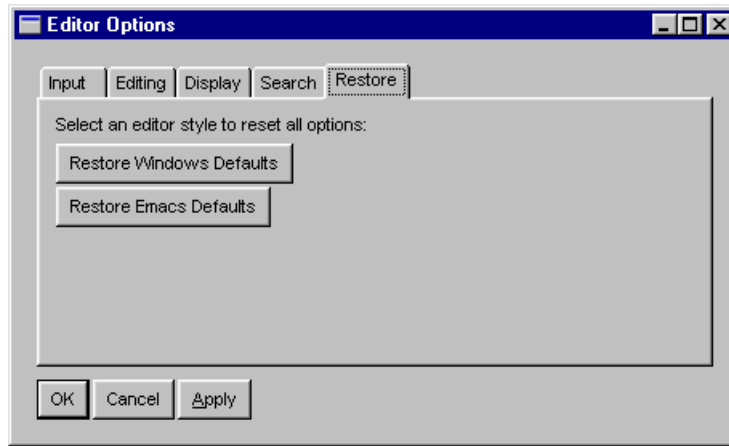 Editor Options
Input Editing Display Search Restore
Select an editor style to reset all options:
Restore Windows Defaults
Restore Emacs Defaults
OK Cancel Apply